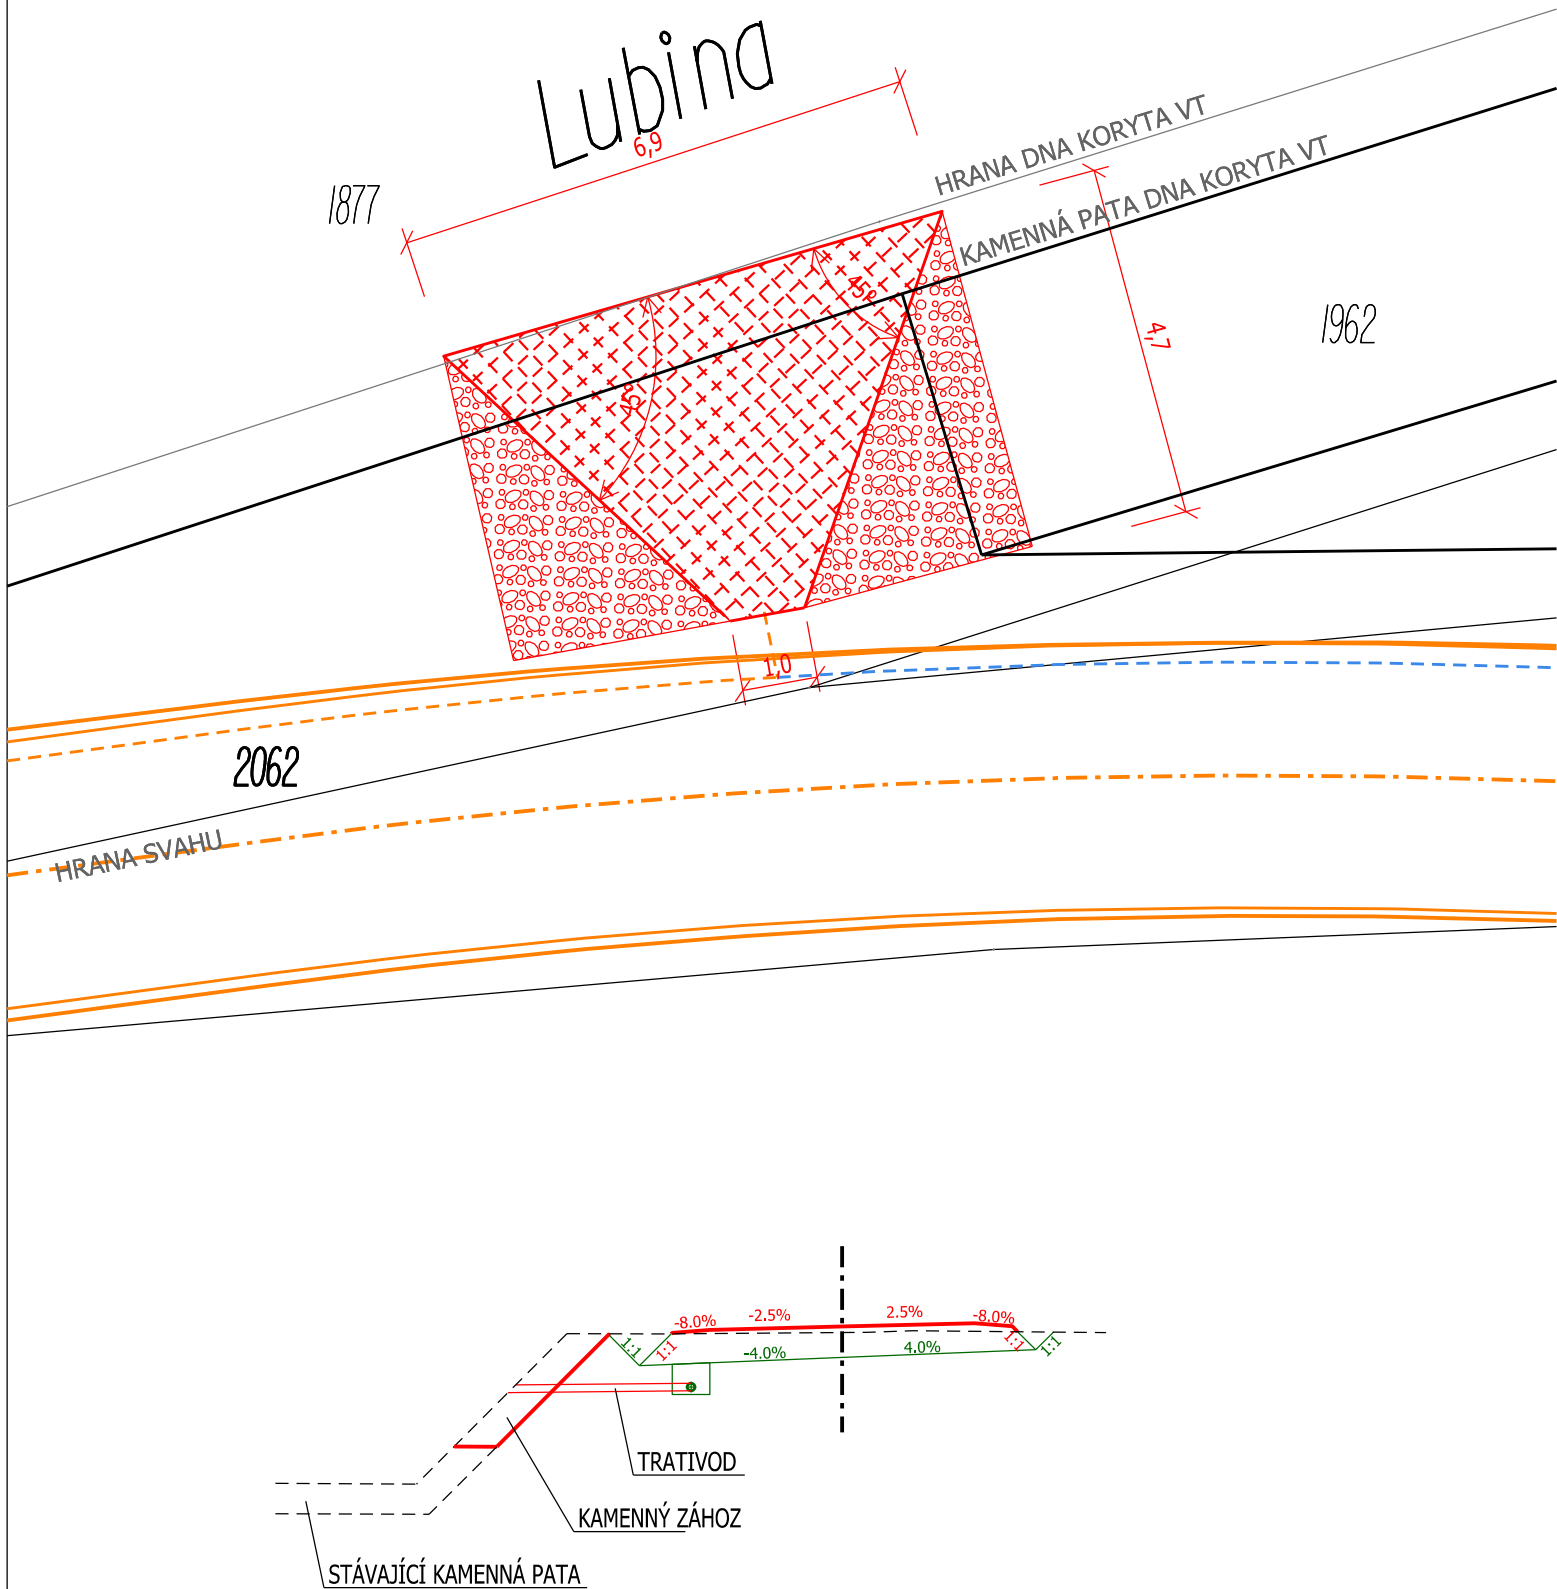 Lubina
6,9
1877
HRANA DNA KORYTA VT
KAMENNÁ PATA DNA KORYTA VT
45°
45°
4,7
1962
1,0
2062
HRANA SVAHU
-8.0%
-2.5%
2.5%
-8.0%
1:1
1:1
-4.0%
4.0%
1:1
1:1
TRATIVOD
KAMENNÝ ZÁHOZ
STÁVAJÍCÍ KAMENNÁ PATA